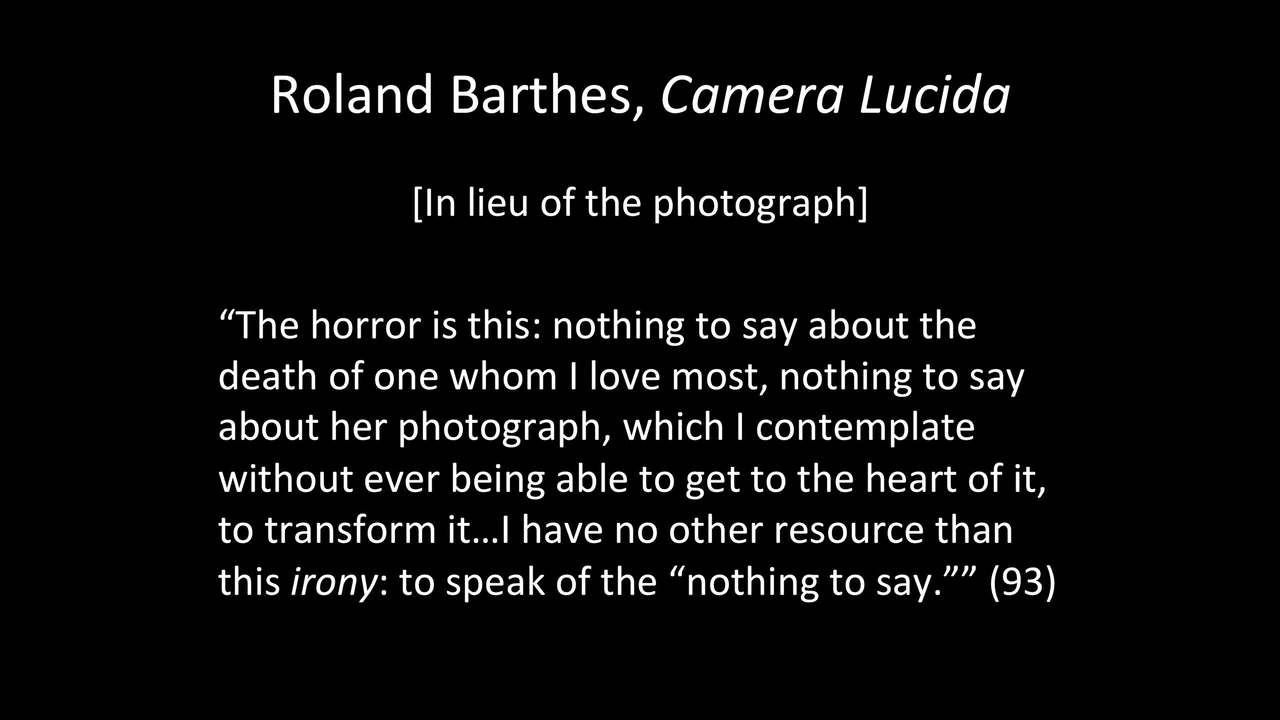 Roland Barthes, Camera Lucida
[In lieu of the photograph]
“The horror is this: nothing to say about the
death of one whom I love most, nothing to say
about her photograph, which I contemplate
without ever being able to get to the heart of it,
to transform it…I have no other resource than
this irony: to speak of the “nothing to say.”” (93)